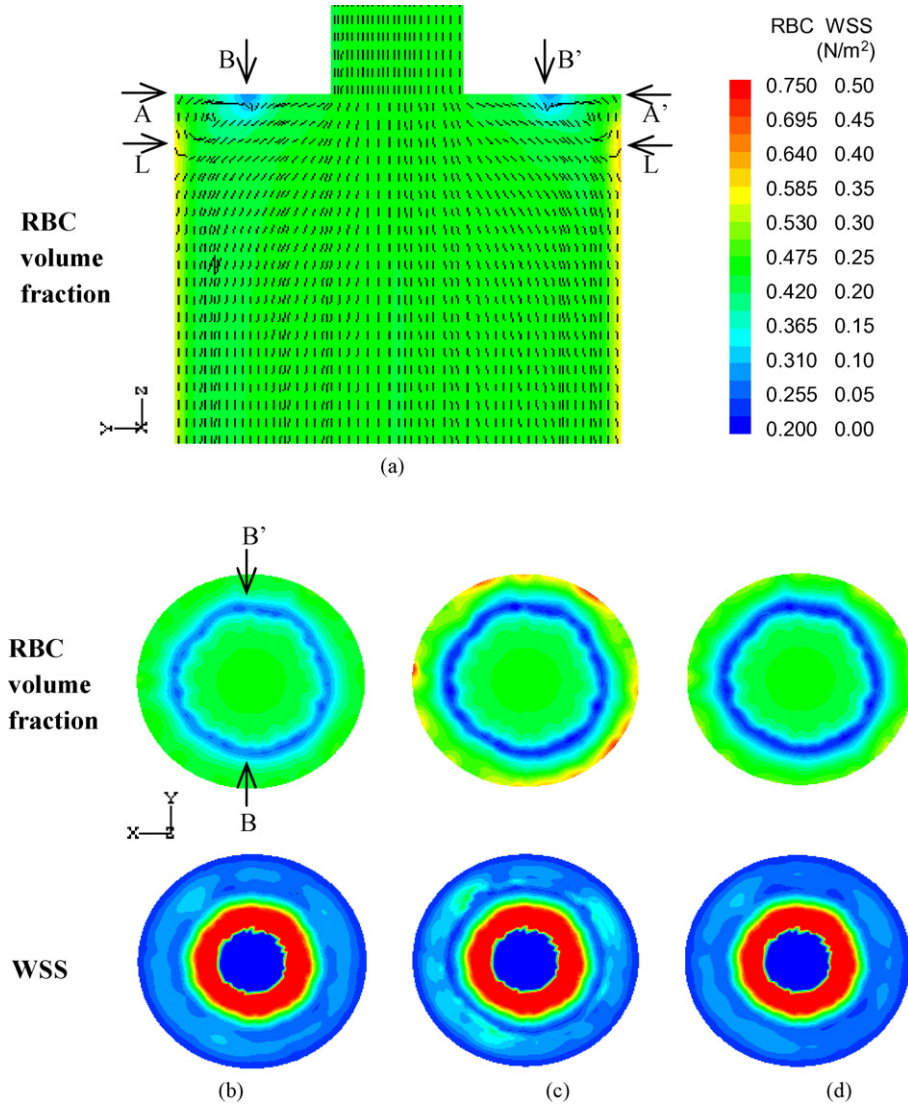 RBC WSS
(N/m²)
B
B’
A
A’
L
L
0.750 0.50
0.695 0.45
0.640 0.40
0.585 0.35
0.530 0.30
0.475 0.25
0.420 0.20
0.365 0.15
0.310 0.10
0.255 0.05
0.200 0.00
RBC
volume
fraction
Z
Y X
(a)
B’
RBC
volume
fraction
B
Y
X Z
WSS
(b)
(c)
(d)